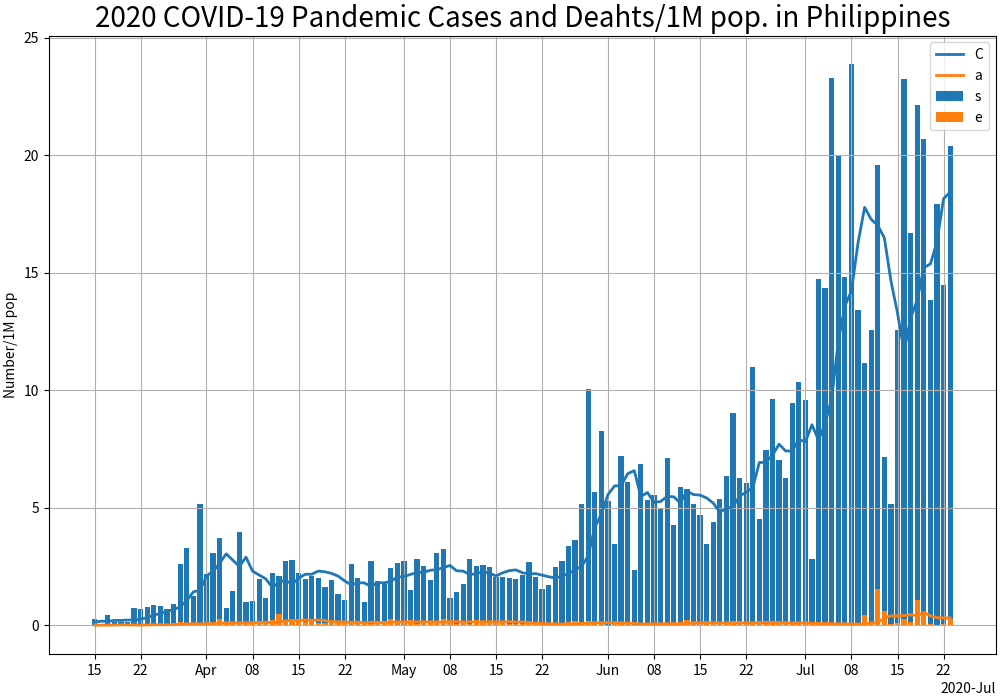 2020 COVID-19 Pandemic Cases and Deahts/1M pop. in Philippines
25
20
15
10
5
0
Number/1M pop
C
a
s
e
15 22 Apr 08 15 22 May 08 15 22 Jun 08 15 22 Jul 08 15 22
2020-Jul